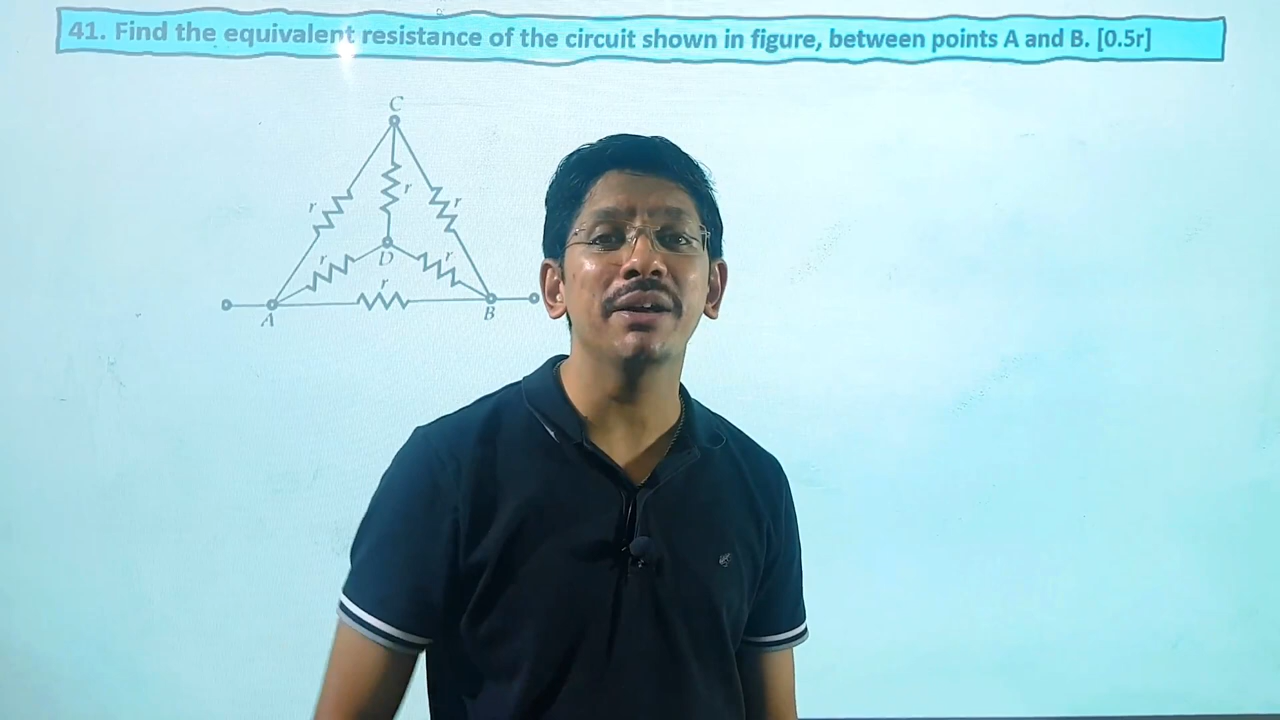 41. Find the equivalent resistance of the circuit shown in figure, between points A and B. [0.5r]
C
r
r
r
D
r
r
r
A
B